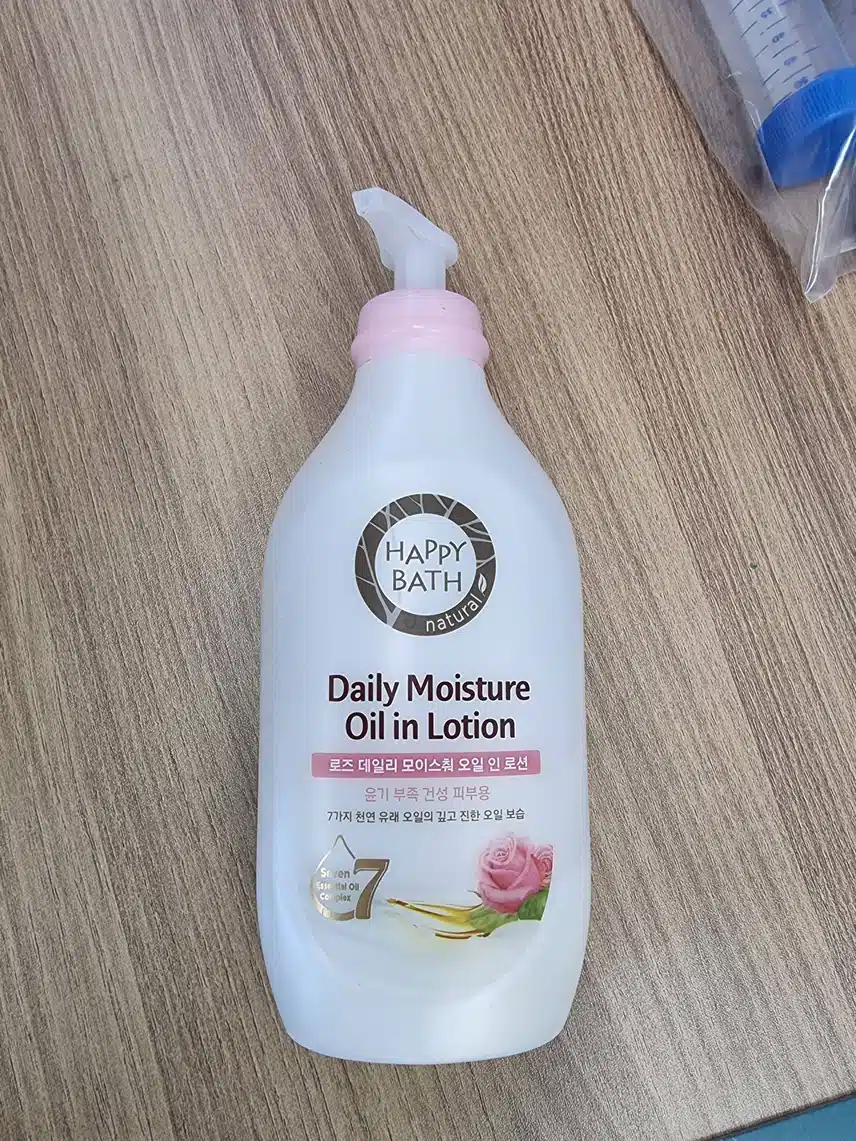 HAPPY
BATH
natural
Daily Moisture
Oil in Lotion
로즈 데일리 모이스춰 오일 인 로션
윤기 부족 건성 피부용
7가지 천연 유래 오일의 깊고 진한 오일 보습
Seven
Essential Oil
Complex
7